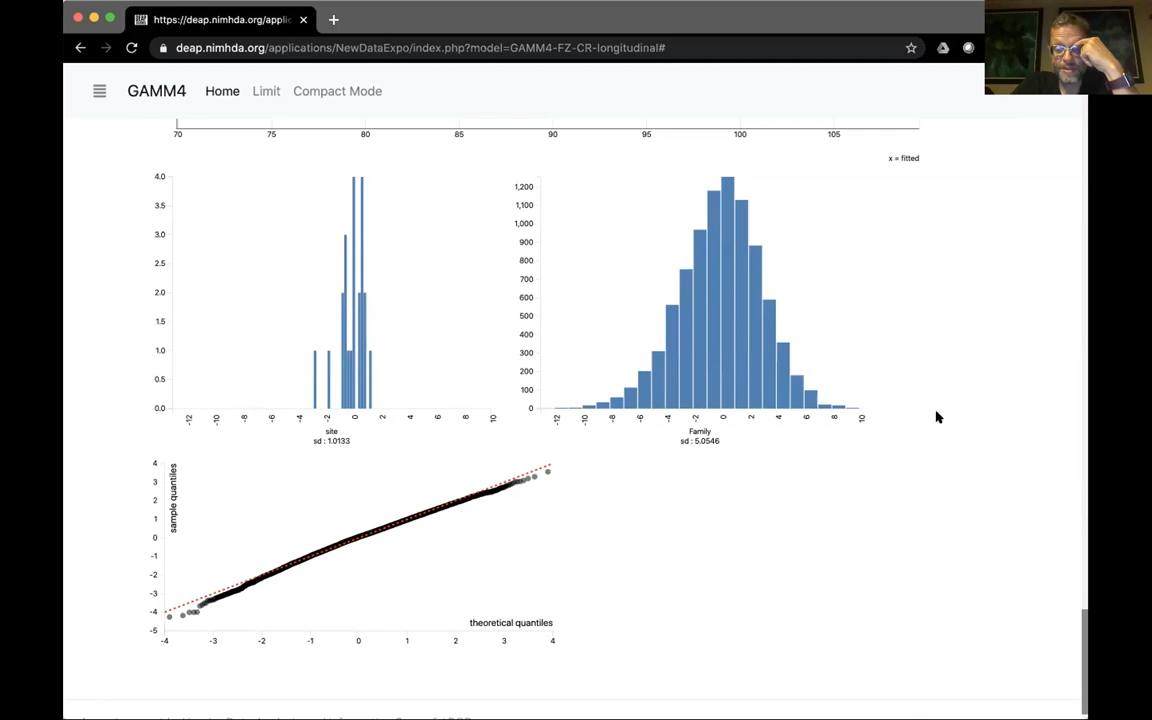 https://deap.nimhda.org/applic
deap.nimhda.org/applications/NewDataExpo/index.php?model=GAMM4-FZ-CR-longitudinal#
GAMM4 Home Limit Compact Mode
70 75 80 85 90 95 100 105
x = fitted
4.0
3.5
3.0
2.5
2.0
1.5
1.0
0.5
0.0
-12 -10 -8 -6 -4 -2 0 2 4 6 8 10
site
sd : 1.0133
1,200
1,100
1,000
900
800
700
600
500
400
300
200
100
0
-12 -10 -8 -6 -4 -2 0 2 4 6 8 10
Family
sd : 5.0546
sample quantiles
4
3
2
1
0
-1
-2
-3
-4
-5
theoretical quantiles
-4 -3 -2 -1 0 1 2 3 4